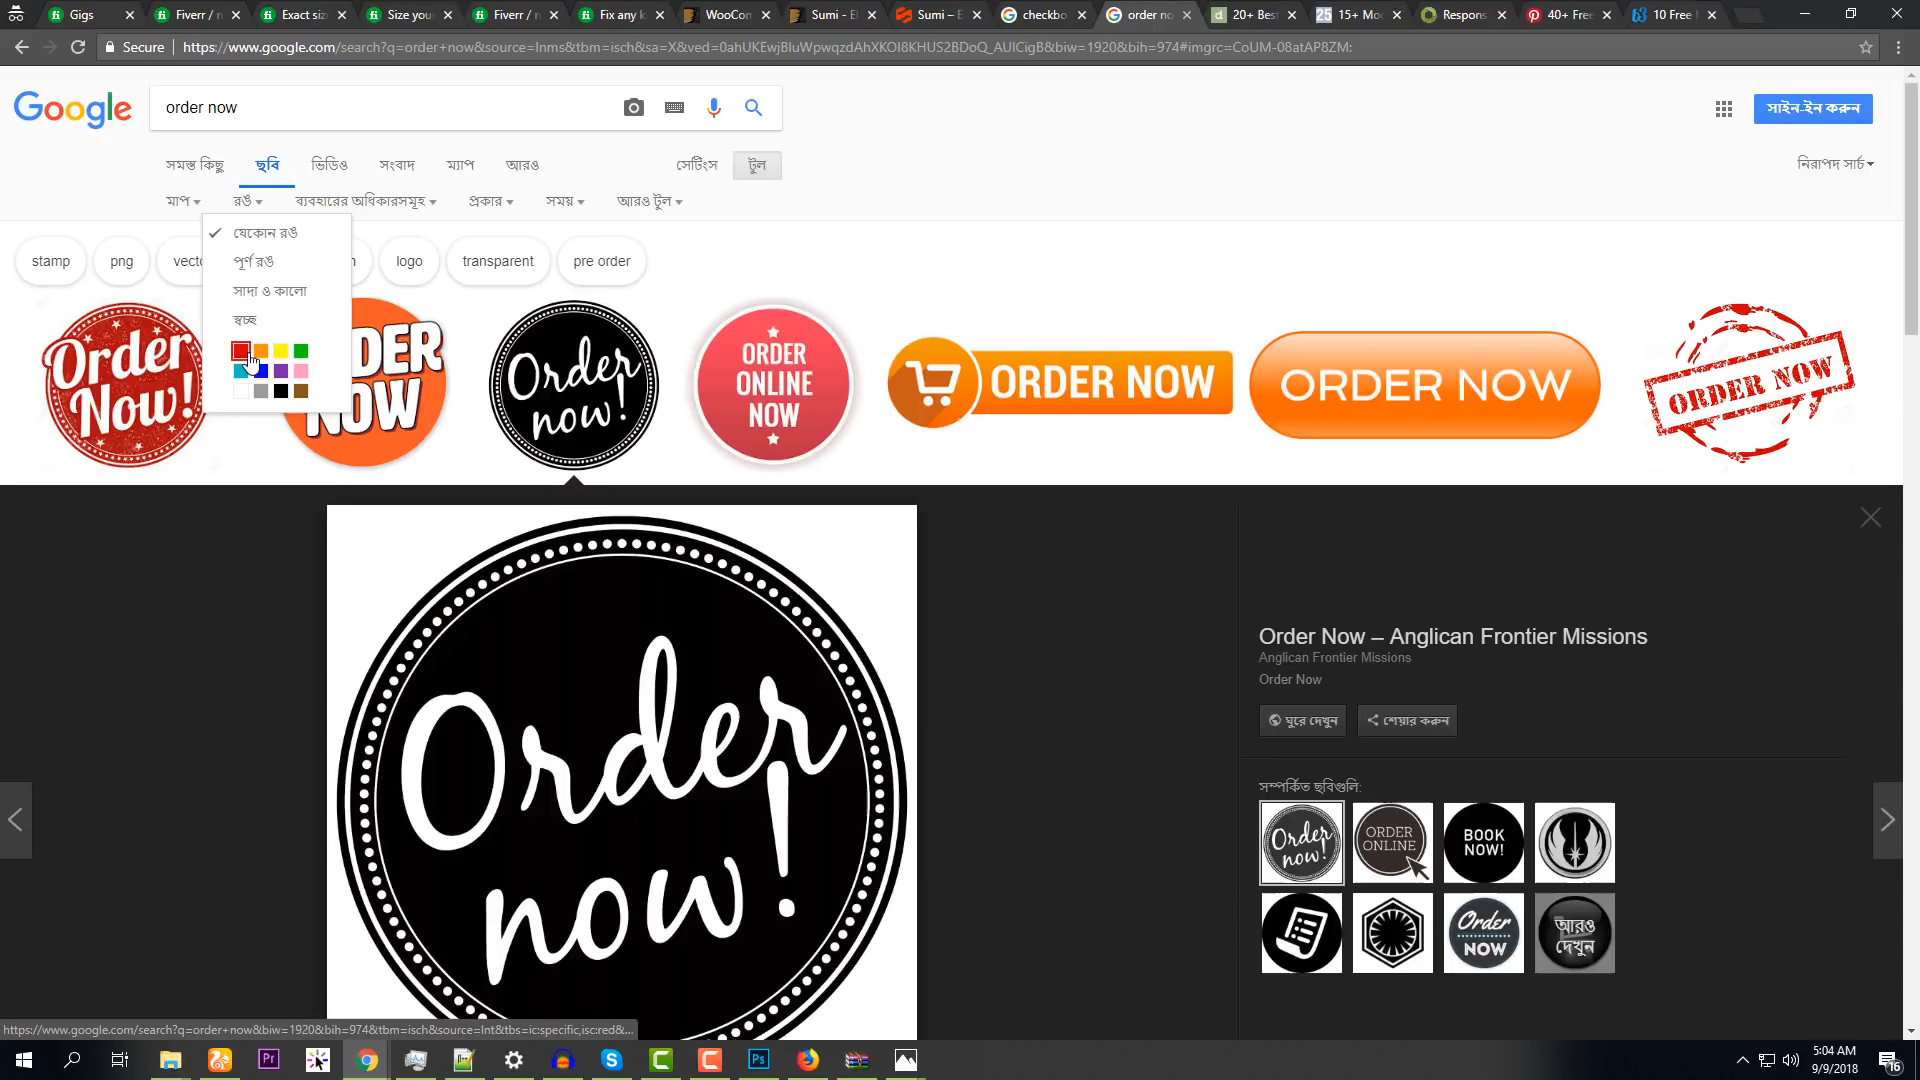 Gigs
Fiverr / n
Exact siz
Size you
Fiverr / n
Fix any k
WooCon
Sumi - El
Sumi – E
checkbo
order no
20+ Bes
15+ Mo
Respons
40+ Fre
10 Free
Secure
https://www.google.com/search?q=order+now&source=lnms&tbm=isch&sa=X&ved=0ahUKEwjBluWpwqzdAhXKOI8KHUS2BDoQ_AUICigB&biw=1920&bih=974#imgrc=CoUM-08atAP8ZM:
Google
order now
সাইন-ইন করুন
সমস্ত কিছু
ছবি
ভিডিও
সংবাদ
ম্যাপ
আরও
সেটিংস
টুল
নিরাপদ সার্চ
মাপ
রঙ
ব্যবহারের অধিকারসমূহ
প্রকার
সময়
আরও টুল
যেকোন রঙ
পূর্ণ রঙ
সাদা ও কালো
স্বচ্ছ
stamp
png
vect
logo
transparent
pre order
Order
Now!
DER
NOW
Order
now!
ORDER
ONLINE
NOW
ORDER NOW
ORDER NOW
ORDER NOW
Order
now!
Order Now – Anglican Frontier Missions
Anglican Frontier Missions
Order Now
ঘুরে দেখুন
শেয়ার করুন
সম্পর্কিত ছবিগুলি:
Order
now!
ORDER
ONLINE
BOOK
NOW!
Order
NOW
আরও
দেখুন
https://www.google.com/search?q=order+now&biw=1920&bih=974&tbm=isch&source=lnt&tbs=ic:specific,isc:red&...
Pr
Ps
5:04 AM
9/9/2018
16